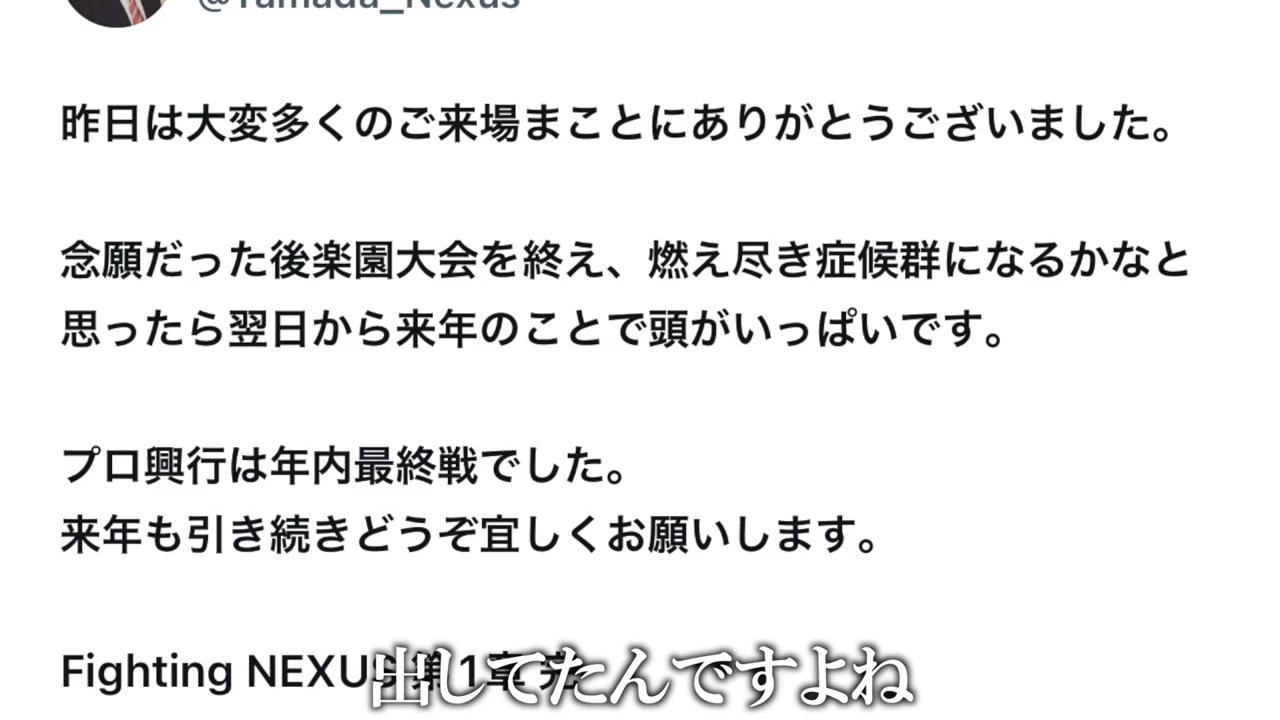 @Yamada_Nexus
昨日は大変多くのご来場まことにありがとうございました。
念願だった後楽園大会を終え、燃え尽き症候群になるかなと
思ったら翌日から来年のことで頭がいっぱいです。
プロ興行は年内最終戦でした。
来年も引き続きどうぞ宜しくお願いします。
Fighting NEXUS 第1章 完
出してたんですよね